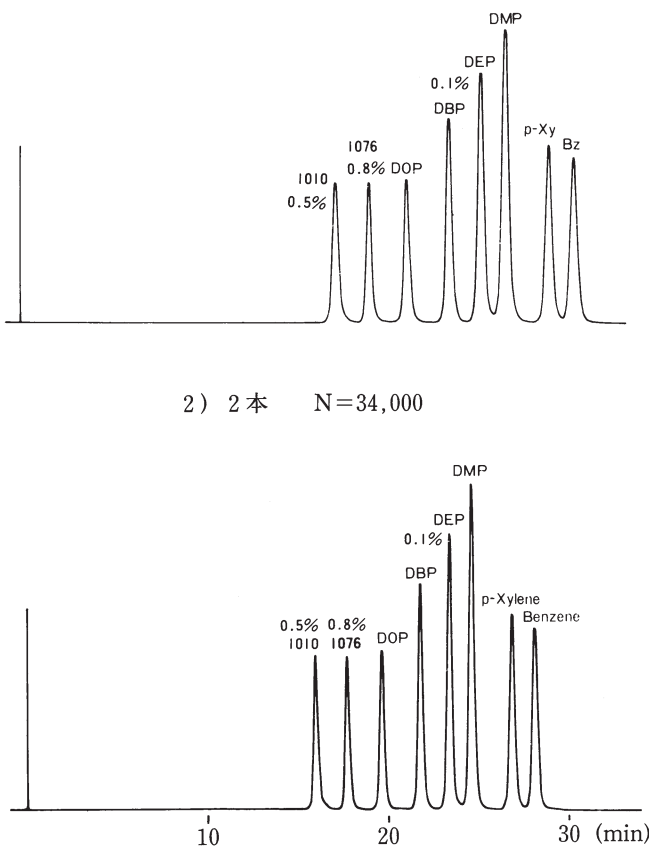 DMP
DEP
0.1%
DBP
p-Xy
Bz
1076
0.8%
DOP
1010
0.5%
2) 2本 N=34,000
DMP
DEP
0.1%
DBP
p-Xylene
Benzene
0.5% 0.8%
1010 1076
DOP
10 20 30 (min)